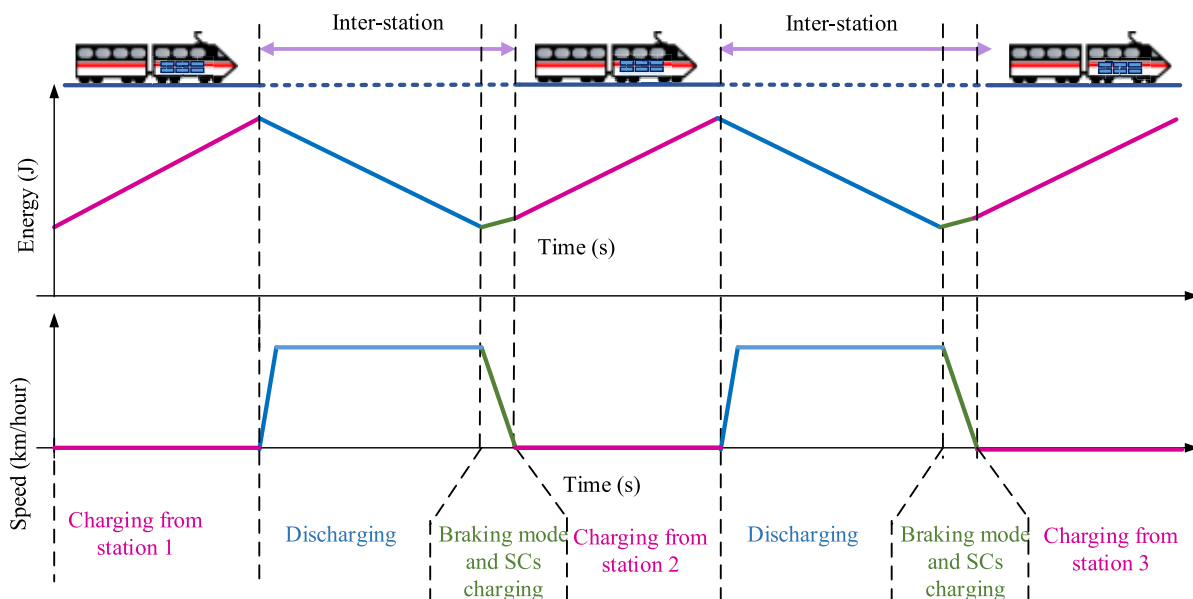 Inter-station
Inter-station
Energy (J)
Time (s)
Time (s)
Speed (km/hour)
Time (s)
Charging from
station 1
Discharging
Braking mode
and SCs
charging
Charging from
station 2
Discharging
Braking mode
and SCs
charging
Charging from
station 3